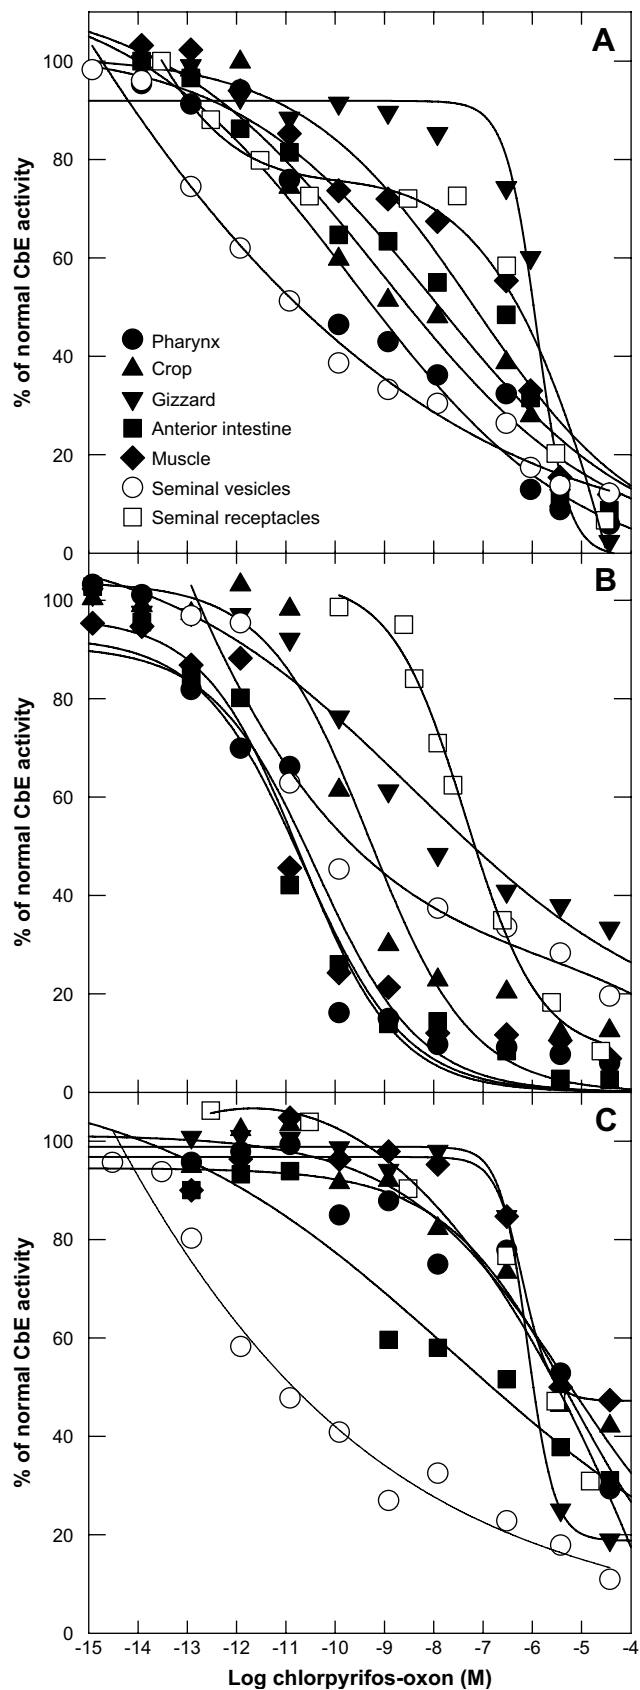 A
100
80
60
40
20
0
% of normal CbE activity
Pharynx
Crop
Gizzard
Anterior intestine
Muscle
Seminal vesicles
Seminal receptacles
B
100
80
60
40
20
0
% of normal CbE activity
C
100
80
60
40
20
0
% of normal CbE activity
-15 -14 -13 -12 -11 -10 -9 -8 -7 -6 -5 -4
Log chlorpyrifos-oxon (M)